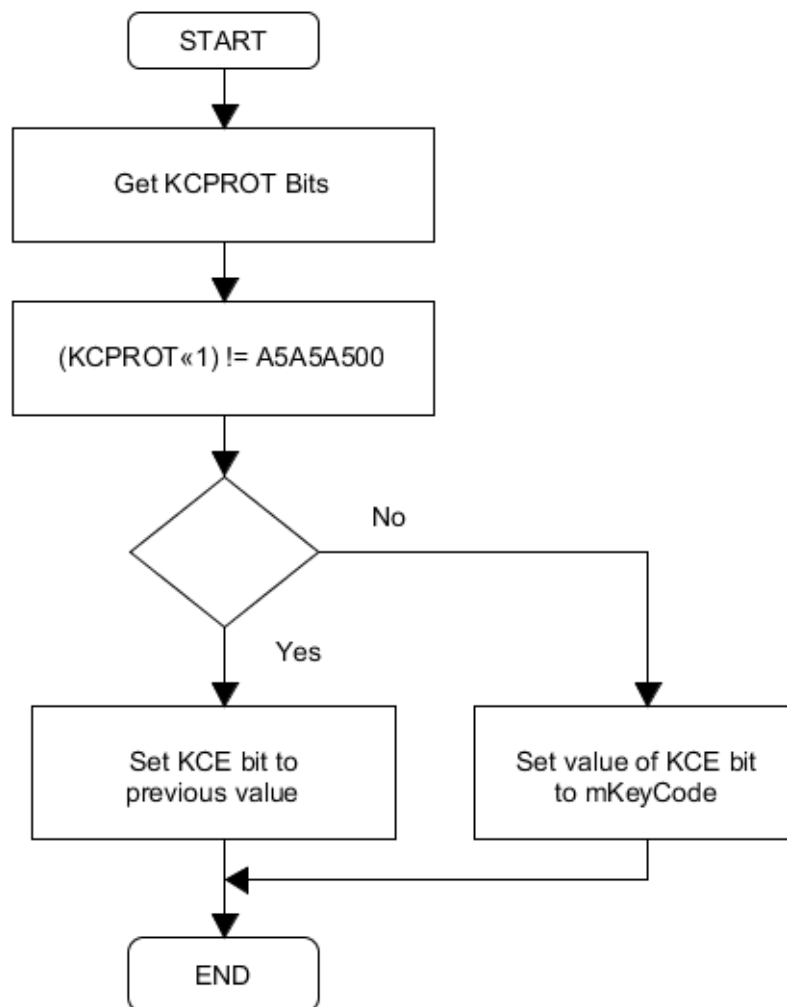 START
Get KCPROT Bits
(KCPROT«1) != A5A5A500
No
Yes
Set KCE bit to
previous value
Set value of KCE bit
to mKeyCode
END